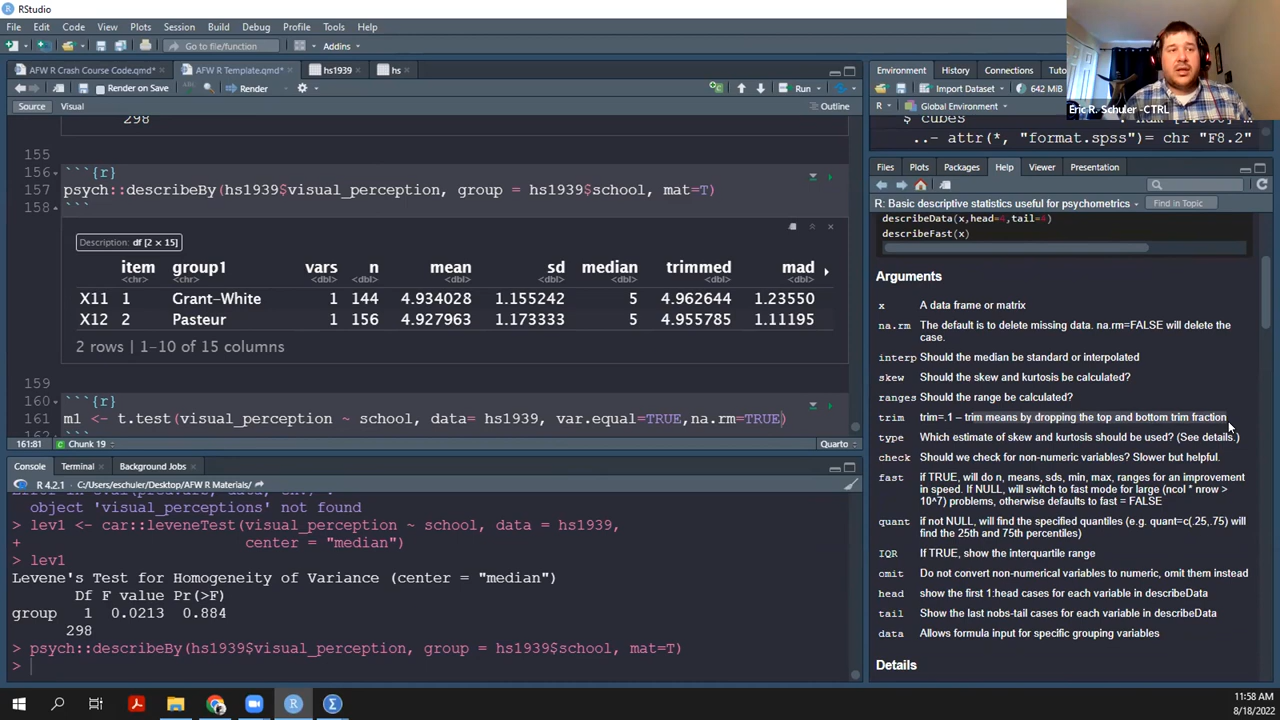 RStudio
File Edit Code View Plots Session Build Debug Profile Tools Help
Go to file/function Addins
AFW R Crash Course Code.qmd* AFW R Template.qmd* hs1939 hs
Render on Save Render Run
Source Visual Outline
298
155
156 ```{r}
157 psych::describeBy(hs1939$visual_perception, group = hs1939$school, mat=T)
158 ```
Description: df [2 × 15]
item group1 vars n mean sd median trimmed mad
<chr> <chr> <dbl> <dbl> <dbl> <dbl> <dbl> <dbl> <dbl>
X11 1 Grant-White 1 144 4.934028 1.155242 5 4.962644 1.23550
X12 2 Pasteur 1 156 4.927963 1.173333 5 4.955785 1.11195
2 rows | 1-10 of 15 columns
159
160 ```{r}
161 m1 <- t.test(visual_perception ~ school, data= hs1939, var.equal=TRUE,na.rm=TRUE)
161:81 Chunk 19 Quarto
Console Terminal Background Jobs
R 4.2.1 · C:/Users/eschuler/Desktop/AFW R Materials/
object 'visual_perceptions' not found
> lev1 <- car::leveneTest(visual_perception ~ school, data = hs1939,
+ center = "median")
> lev1
Levene's Test for Homogeneity of Variance (center = "median")
Df F value Pr(>F)
group 1 0.0213 0.884
298
> psych::describeBy(hs1939$visual_perception, group = hs1939$school, mat=T)
>
Environment History Connections
Import Dataset 642 MiB
R Global Environment
Eric R. Schuler -CTRL
$ cubes
..- attr(*, "format.spss")= chr "F8.2"
Files Plots Packages Help Viewer Presentation
R: Basic descriptive statistics useful for psychometrics Find in Topic
describeData(x,head=4,tail=4)
describeFast(x)
Arguments
x A data frame or matrix
na.rm The default is to delete missing data. na.rm=FALSE will delete the
case.
interp Should the median be standard or interpolated
skew Should the skew and kurtosis be calculated?
ranges Should the range be calculated?
trim trim=.1 – trim means by dropping the top and bottom trim fraction
type Which estimate of skew and kurtosis should be used? (See details.)
check Should we check for non-numeric variables? Slower but helpful.
fast if TRUE, will do n, means, sds, min, max, ranges for an improvement
in speed. If NULL, will switch to fast mode for large (ncol * nrow >
10^7) problems, otherwise defaults to fast = FALSE
quant if not NULL, will find the specified quantiles (e.g. quant=c(.25,.75) will
find the 25th and 75th percentiles)
IQR If TRUE, show the interquartile range
omit Do not convert non-numerical variables to numeric, omit them instead
head show the first 1:head cases for each variable in describeData
tail Show the last nobs-tail cases for each variable in describeData
data Allows formula input for specific grouping variables
Details
11:58 AM
8/18/2022